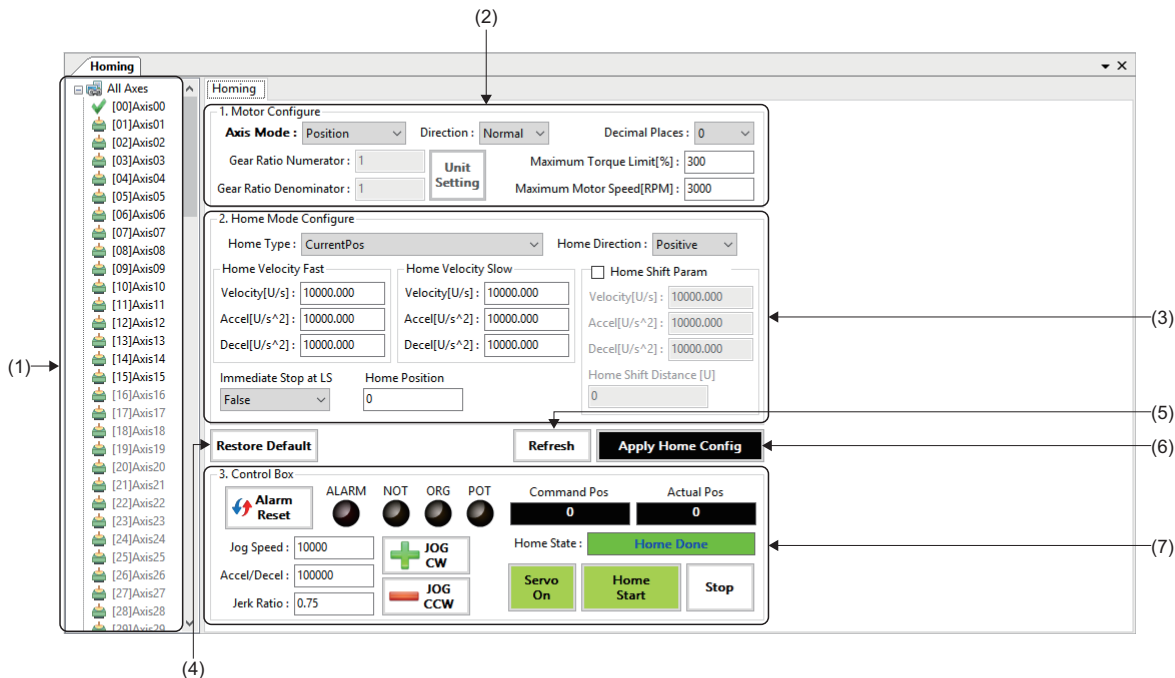 (2)
Homing
All Axes
[00]Axis00
[01]Axis01
[02]Axis02
[03]Axis03
[04]Axis04
[05]Axis05
[06]Axis06
[07]Axis07
[08]Axis08
[09]Axis09
[10]Axis10
[11]Axis11
[12]Axis12
[13]Axis13
[14]Axis14
[15]Axis15
[16]Axis16
[17]Axis17
[18]Axis18
[19]Axis19
[20]Axis20
[21]Axis21
[22]Axis22
[23]Axis23
[24]Axis24
[25]Axis25
[26]Axis26
[27]Axis27
[28]Axis28
[29]Axis29
(1)
Homing
1. Motor Configure
Axis Mode : Position Direction : Normal Decimal Places : 0
Gear Ratio Numerator : 1 Unit Setting Maximum Torque Limit[%] : 300
Gear Ratio Denominator : 1 Maximum Motor Speed[RPM] : 3000
2. Home Mode Configure
Home Type : CurrentPos Home Direction : Positive
Home Velocity Fast Home Velocity Slow Home Shift Param
Velocity[U/s] : 10000.000 Velocity[U/s] : 10000.000 Velocity[U/s] : 10000.000
Accel[U/s^2] : 10000.000 Accel[U/s^2] : 10000.000 Accel[U/s^2] : 10000.000
Decel[U/s^2] : 10000.000 Decel[U/s^2] : 10000.000 Decel[U/s^2] : 10000.000
(3)
Immediate Stop at LS Home Position Home Shift Distance [U]
False 0 0
(5)
Restore Default Refresh Apply Home Config
(6)
3. Control Box
Alarm Reset ALARM NOT ORG POT Command Pos Actual Pos
0 0
Jog Speed : 10000 JOG CW Home State : Home Done
(7)
Accel/Decel : 100000 Servo On Home Start Stop
Jerk Ratio : 0.75 JOG CCW
(4)